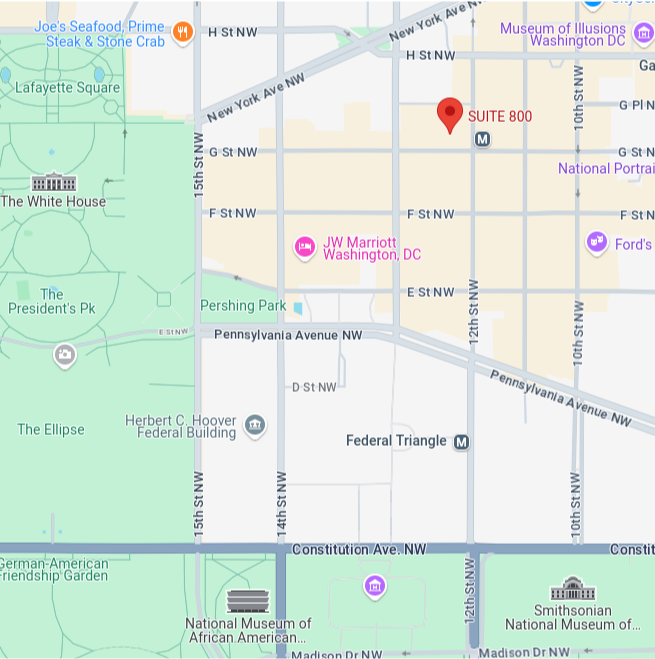 Joe's Seafood, Prime
Steak & Stone Crab
H St NW
New York Ave NW
Museum of Illusions
Washington DC
H St NW
Ga
Lafayette Square
New York Ave NW
10th St NW
G Pl N
SUITE 800
M
15th St NW
G St NW
G St N
National Portrai
The White House
F St NW
F St NW
F St N
JW Marriott
Washington, DC
Ford's
The
President's Pk
Pershing Park
E St NW
12th St NW
E St NW
Pennsylvania Avenue NW
10th St NW
D St NW
Pennsylvania Avenue NW
The Ellipse
Herbert C. Hoover
Federal Building
Federal Triangle
M
15th St NW
14th St NW
10th St NW
Constitution Ave. NW
Constit
German-American
Friendship Garden
12th St NW
National Museum of
African American...
Smithsonian
National Museum of...
Madison Dr NW
Madison Dr NW